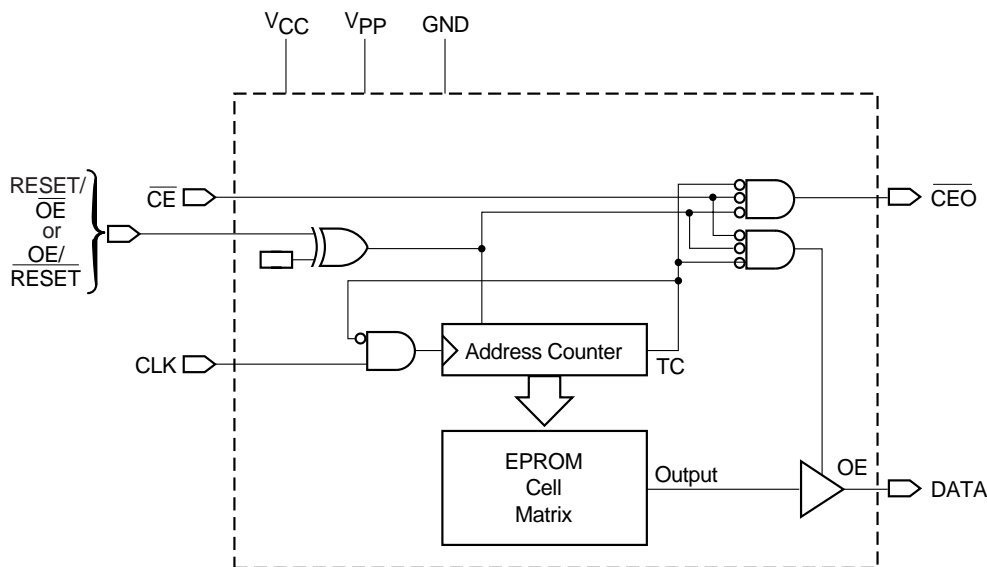 VCC
VPP
GND
RESET/
OE
or
OE/
RESET
CE
CEO
CLK
Address Counter
TC
EPROM
Cell
Matrix
Output
OE
DATA